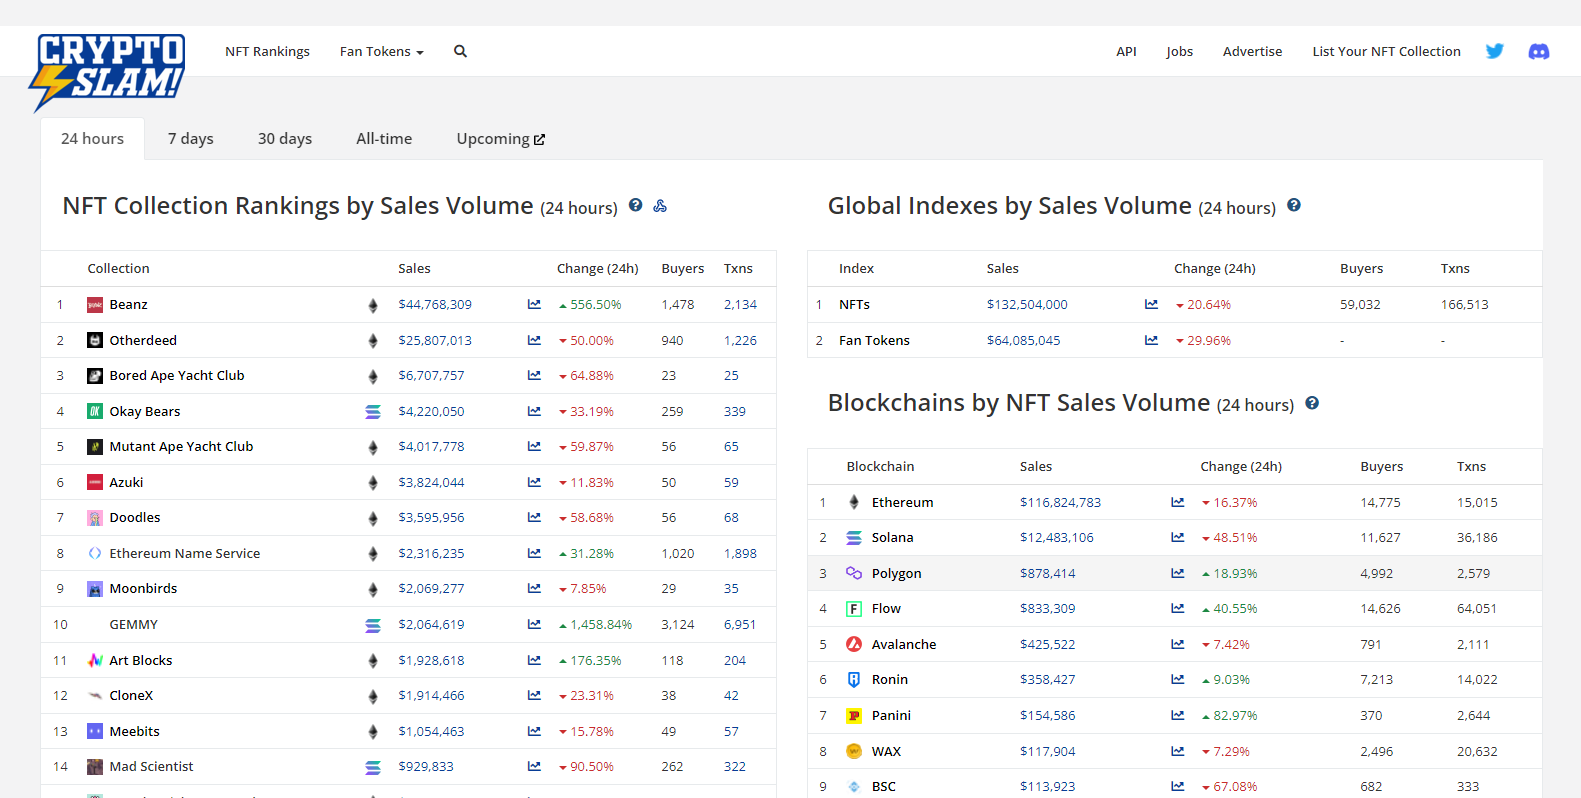 CRYPTO SLAM!
NFT Rankings Fan Tokens API Jobs Advertise List Your NFT Collection
24 hours 7 days 30 days All-time Upcoming
NFT Collection Rankings by Sales Volume (24 hours)
Collection Sales Change (24h) Buyers Txns
1 Beanz $44,768,309 556.50% 1,478 2,134
2 Otherdeed $25,807,013 50.00% 940 1,226
3 Bored Ape Yacht Club $6,707,757 64.88% 23 25
4 Okay Bears $4,220,050 33.19% 259 339
5 Mutant Ape Yacht Club $4,017,778 59.87% 56 65
6 Azuki $3,824,044 11.83% 50 59
7 Doodles $3,595,956 58.68% 56 68
8 Ethereum Name Service $2,316,235 31.28% 1,020 1,898
9 Moonbirds $2,069,277 7.85% 29 35
10 GEMMY $2,064,619 1,458.84% 3,124 6,951
11 Art Blocks $1,928,618 176.35% 118 204
12 CloneX $1,914,466 23.31% 38 42
13 Meebits $1,054,463 15.78% 49 57
14 Mad Scientist $929,833 90.50% 262 322
Global Indexes by Sales Volume (24 hours)
Index Sales Change (24h) Buyers Txns
1 NFTs $132,504,000 20.64% 59,032 166,513
2 Fan Tokens $64,085,045 29.96% - -
Blockchains by NFT Sales Volume (24 hours)
Blockchain Sales Change (24h) Buyers Txns
1 Ethereum $116,824,783 16.37% 14,775 15,015
2 Solana $12,483,106 48.51% 11,627 36,186
3 Polygon $878,414 18.93% 4,992 2,579
4 Flow $833,309 40.55% 14,626 64,051
5 Avalanche $425,522 7.42% 791 2,111
6 Ronin $358,427 9.03% 7,213 14,022
7 Panini $154,586 82.97% 370 2,644
8 WAX $117,904 7.29% 2,496 20,632
9 BSC $113,923 67.08% 682 333